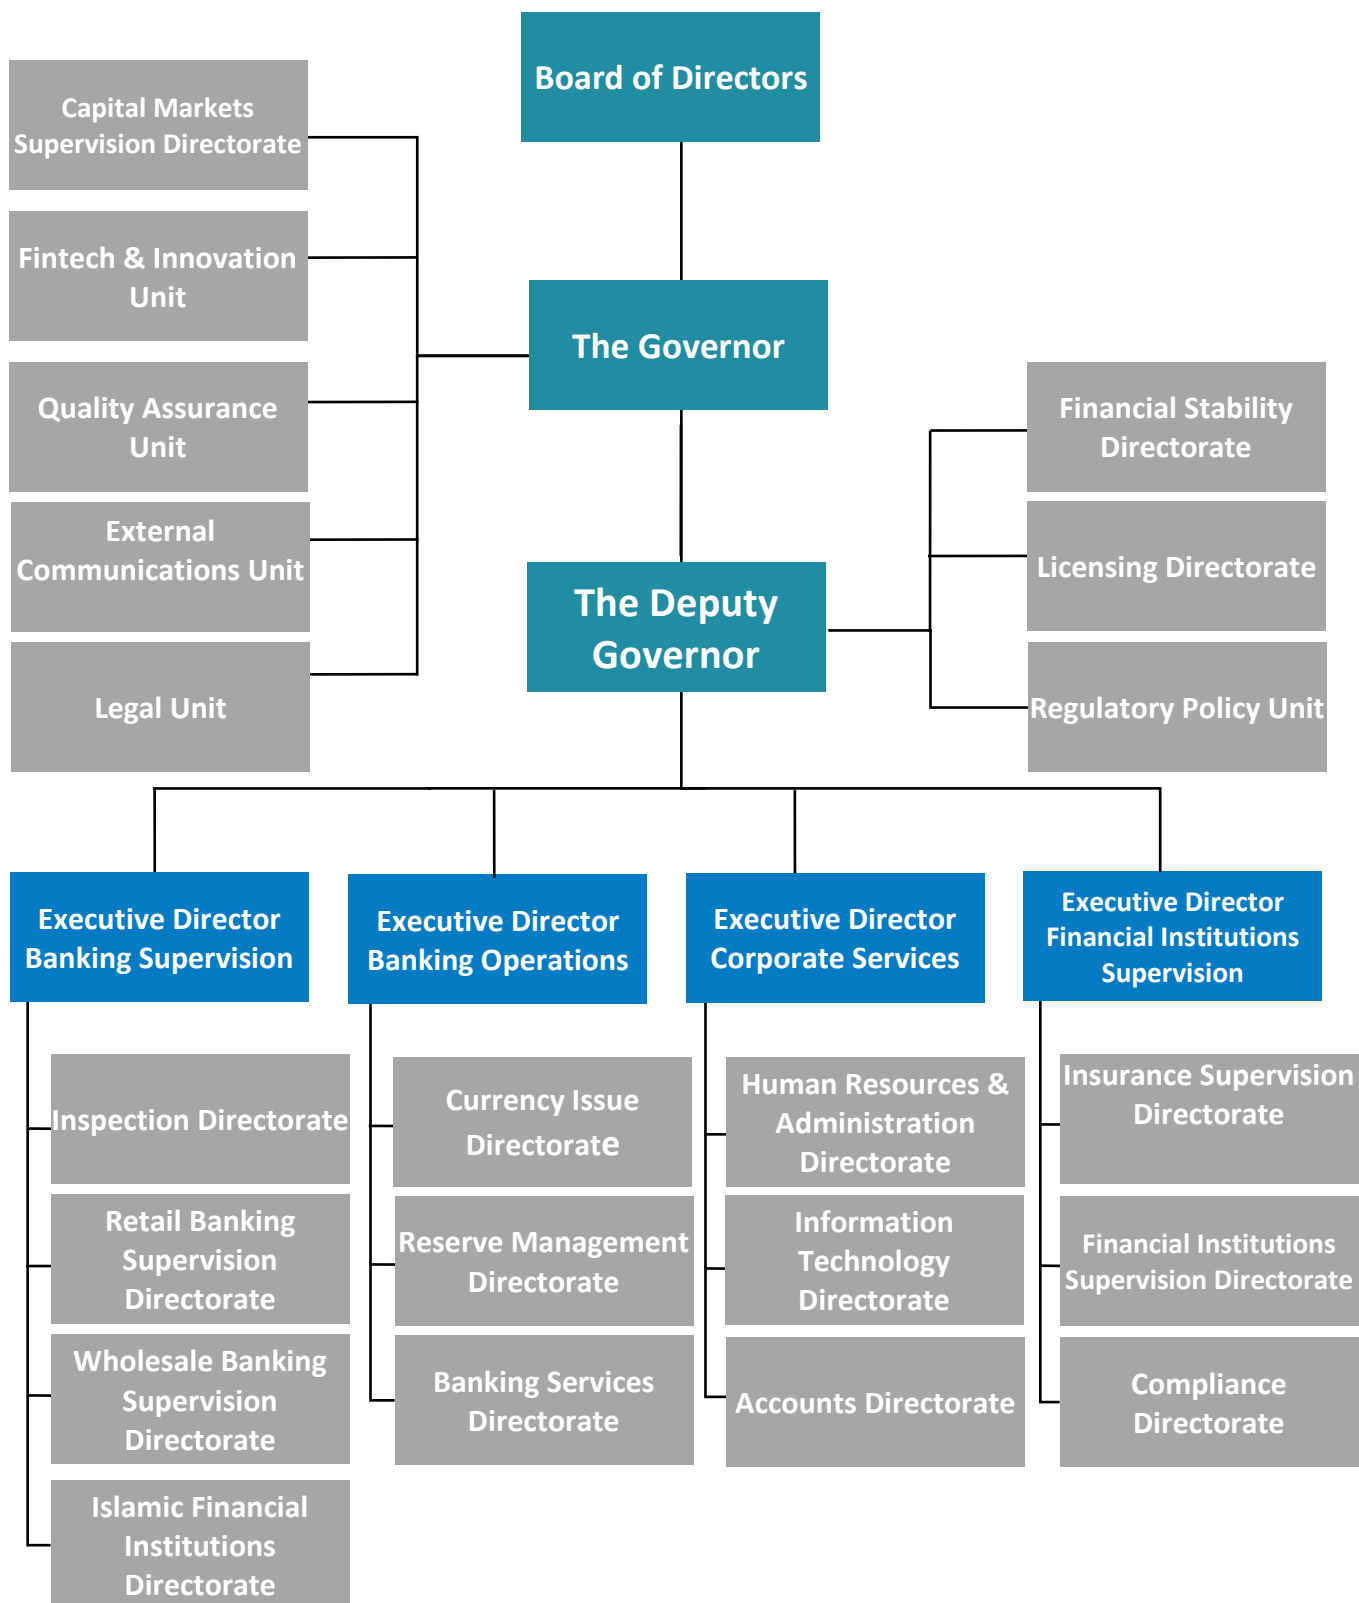 Board of Directors
Capital Markets
Supervision Directorate
Fintech & Innovation
Unit
The Governor
Quality Assurance
Unit
Financial Stability
Directorate
External
Communications Unit
Licensing Directorate
The Deputy
Governor
Legal Unit
Regulatory Policy Unit
Executive Director
Banking Supervision
Executive Director
Banking Operations
Executive Director
Corporate Services
Executive Director
Financial Institutions
Supervision
Inspection Directorate
Retail Banking
Supervision
Directorate
Wholesale Banking
Supervision
Directorate
Islamic Financial
Institutions
Directorate
Currency Issue
Directorate
Reserve Management
Directorate
Banking Services
Directorate
Human Resources &
Administration
Directorate
Information
Technology
Directorate
Accounts Directorate
Insurance Supervision
Directorate
Financial Institutions
Supervision Directorate
Compliance
Directorate